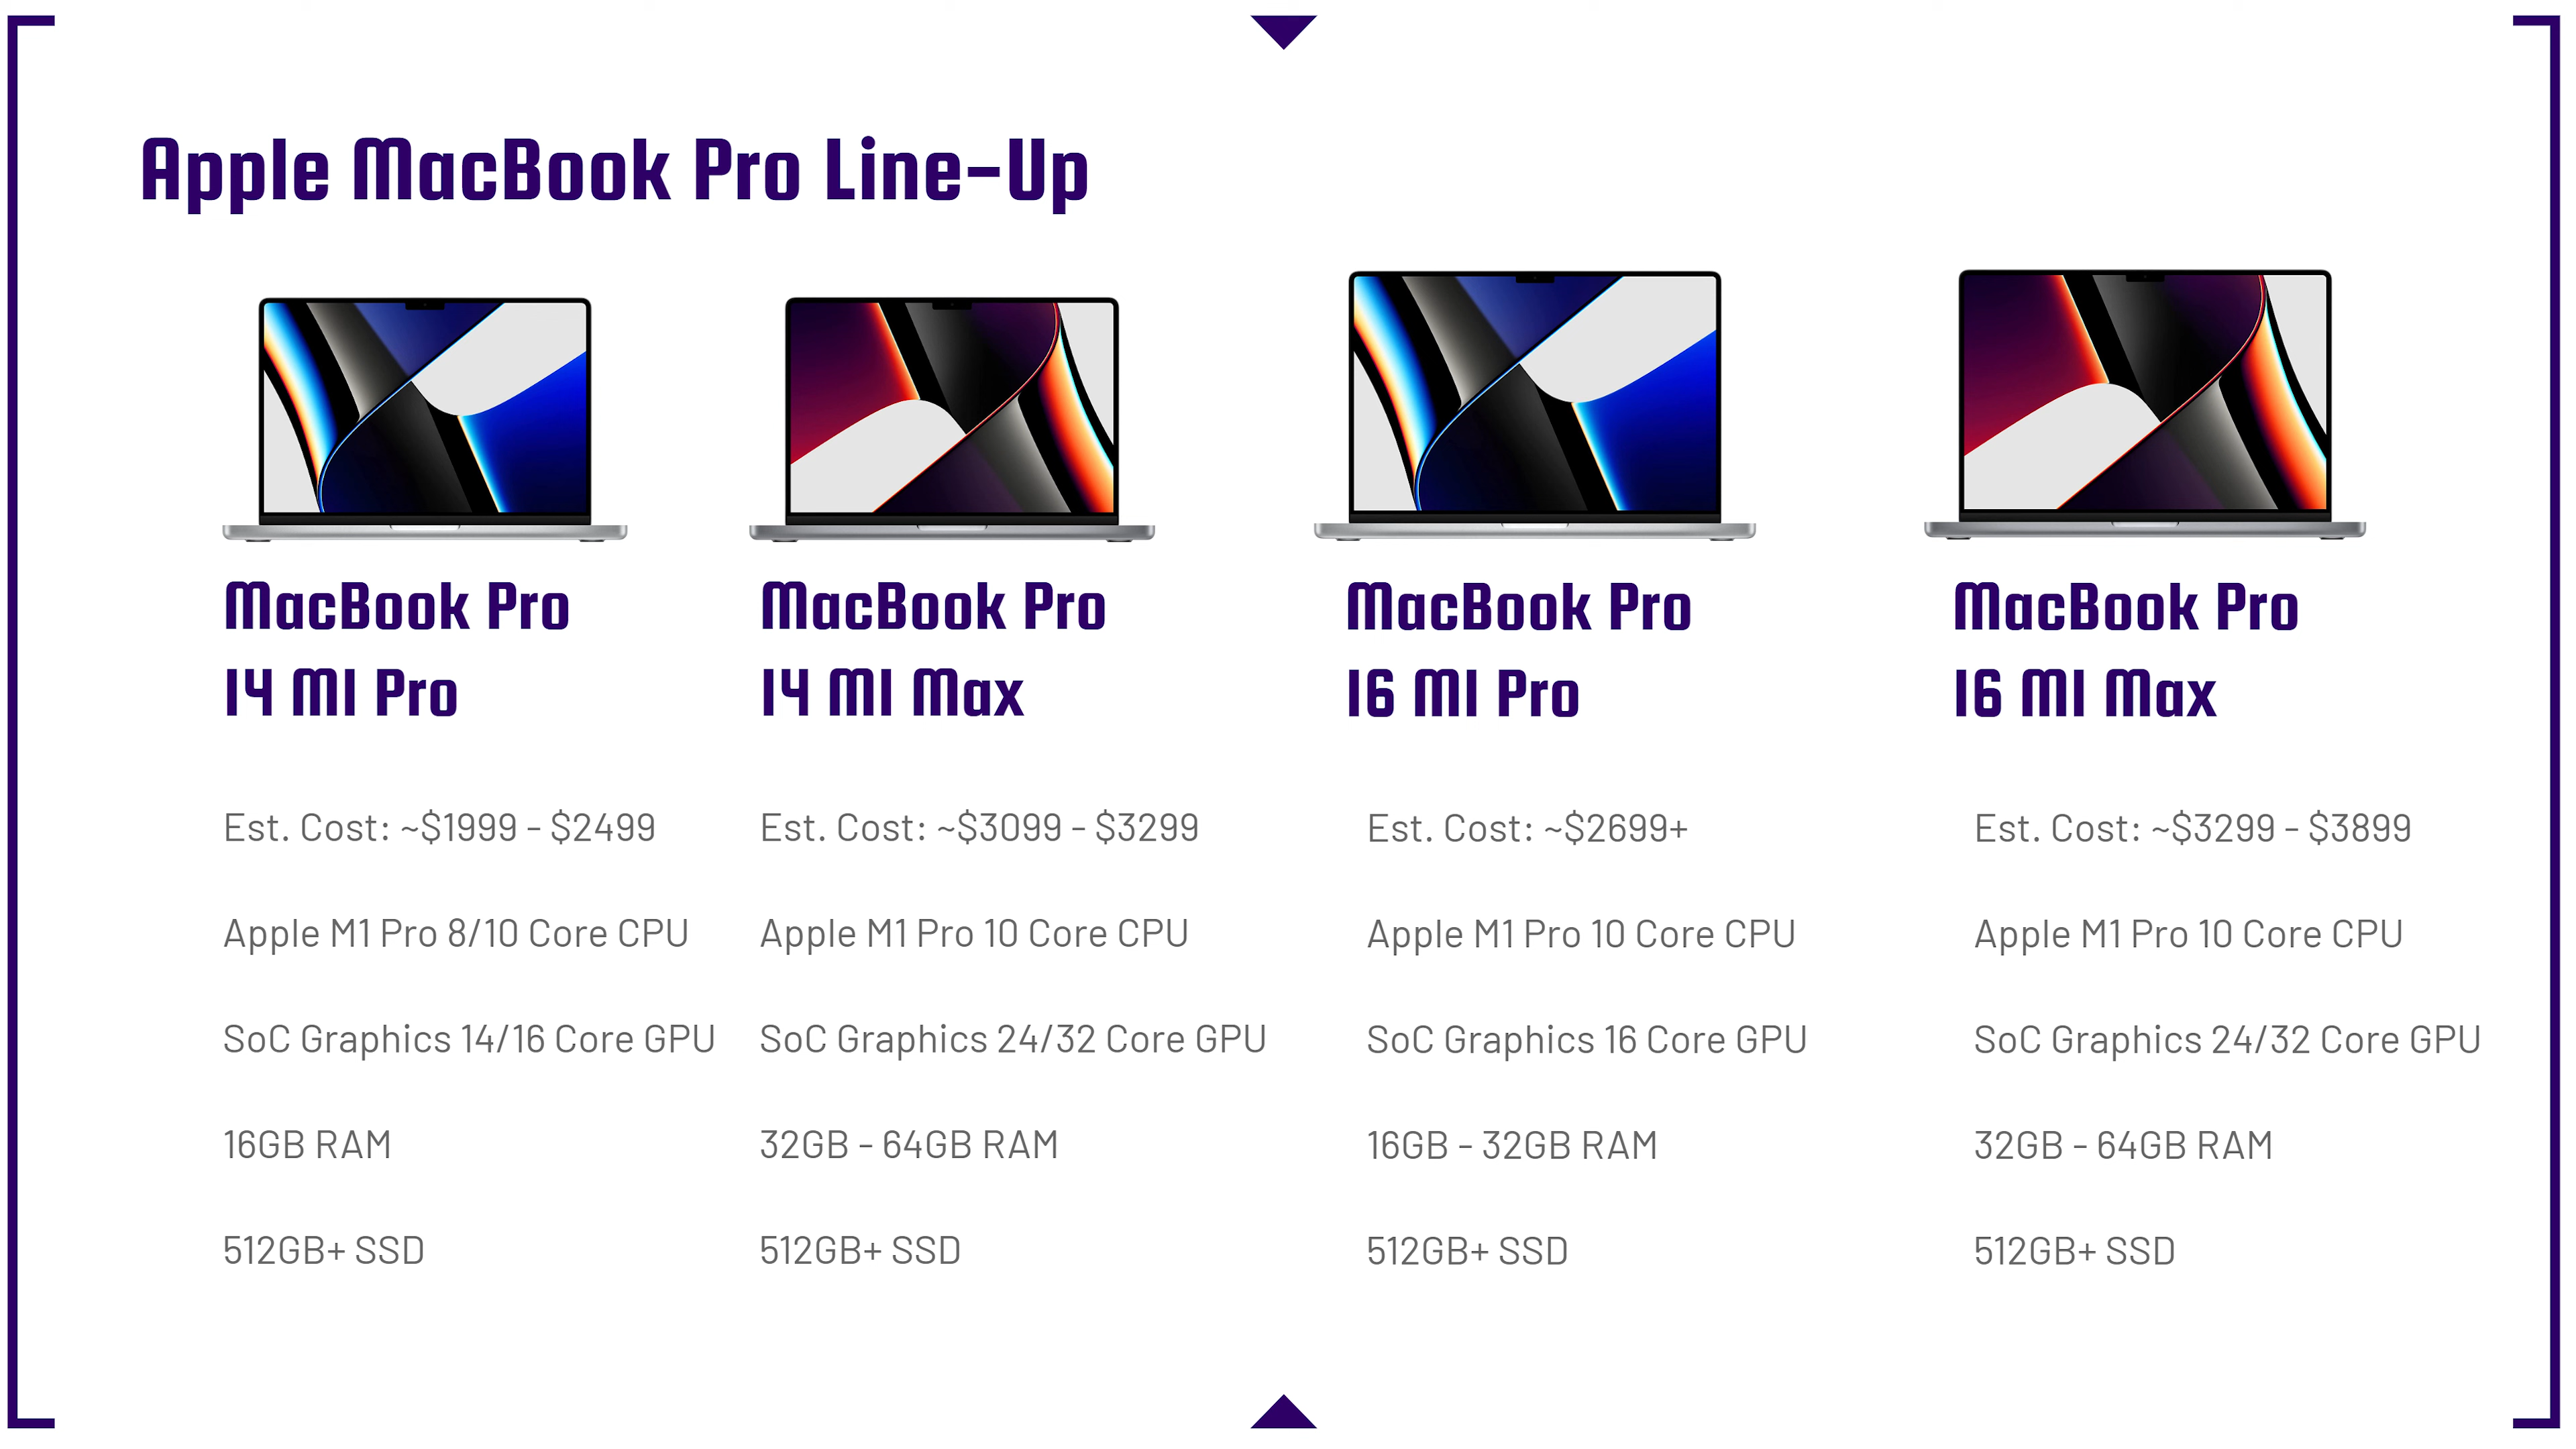 Apple MacBook Pro Line-Up
MacBook Pro
14 M1 Pro
Est. Cost: ~$1999 - $2499
Apple M1 Pro 8/10 Core CPU
SoC Graphics 14/16 Core GPU
16GB RAM
512GB+ SSD
MacBook Pro
14 M1 Max
Est. Cost: ~$3099 - $3299
Apple M1 Pro 10 Core CPU
SoC Graphics 24/32 Core GPU
32GB - 64GB RAM
512GB+ SSD
MacBook Pro
16 M1 Pro
Est. Cost: ~$2699+
Apple M1 Pro 10 Core CPU
SoC Graphics 16 Core GPU
16GB - 32GB RAM
512GB+ SSD
MacBook Pro
16 M1 Max
Est. Cost: ~$3299 - $3899
Apple M1 Pro 10 Core CPU
SoC Graphics 24/32 Core GPU
32GB - 64GB RAM
512GB+ SSD